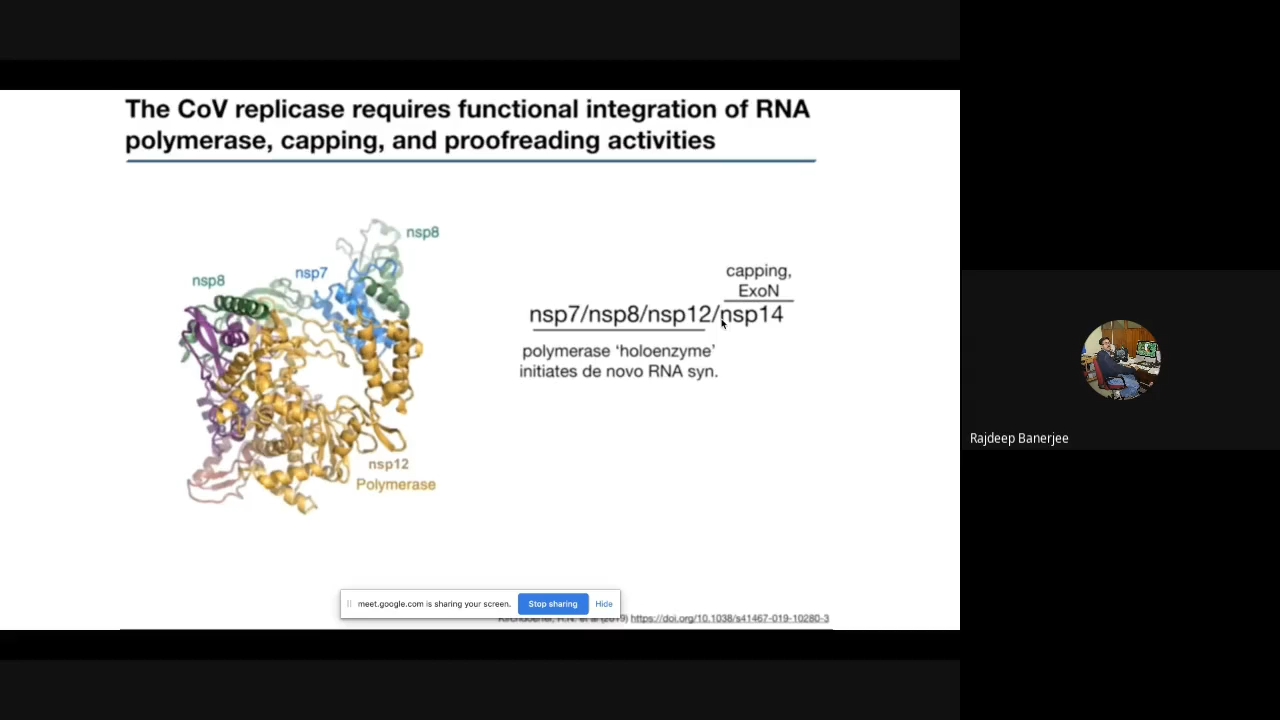 The CoV replicase requires functional integration of RNA
polymerase, capping, and proofreading activities
nsp8
nsp8
nsp7
capping,
ExoN
nsp7/nsp8/nsp12/nsp14
polymerase ‘holoenzyme’
initiates de novo RNA syn.
nsp12
Polymerase
Rajdeep Banerjee
meet.google.com is sharing your screen. Stop sharing Hide
https://doi.org/10.1038/s41467-019-10280-3